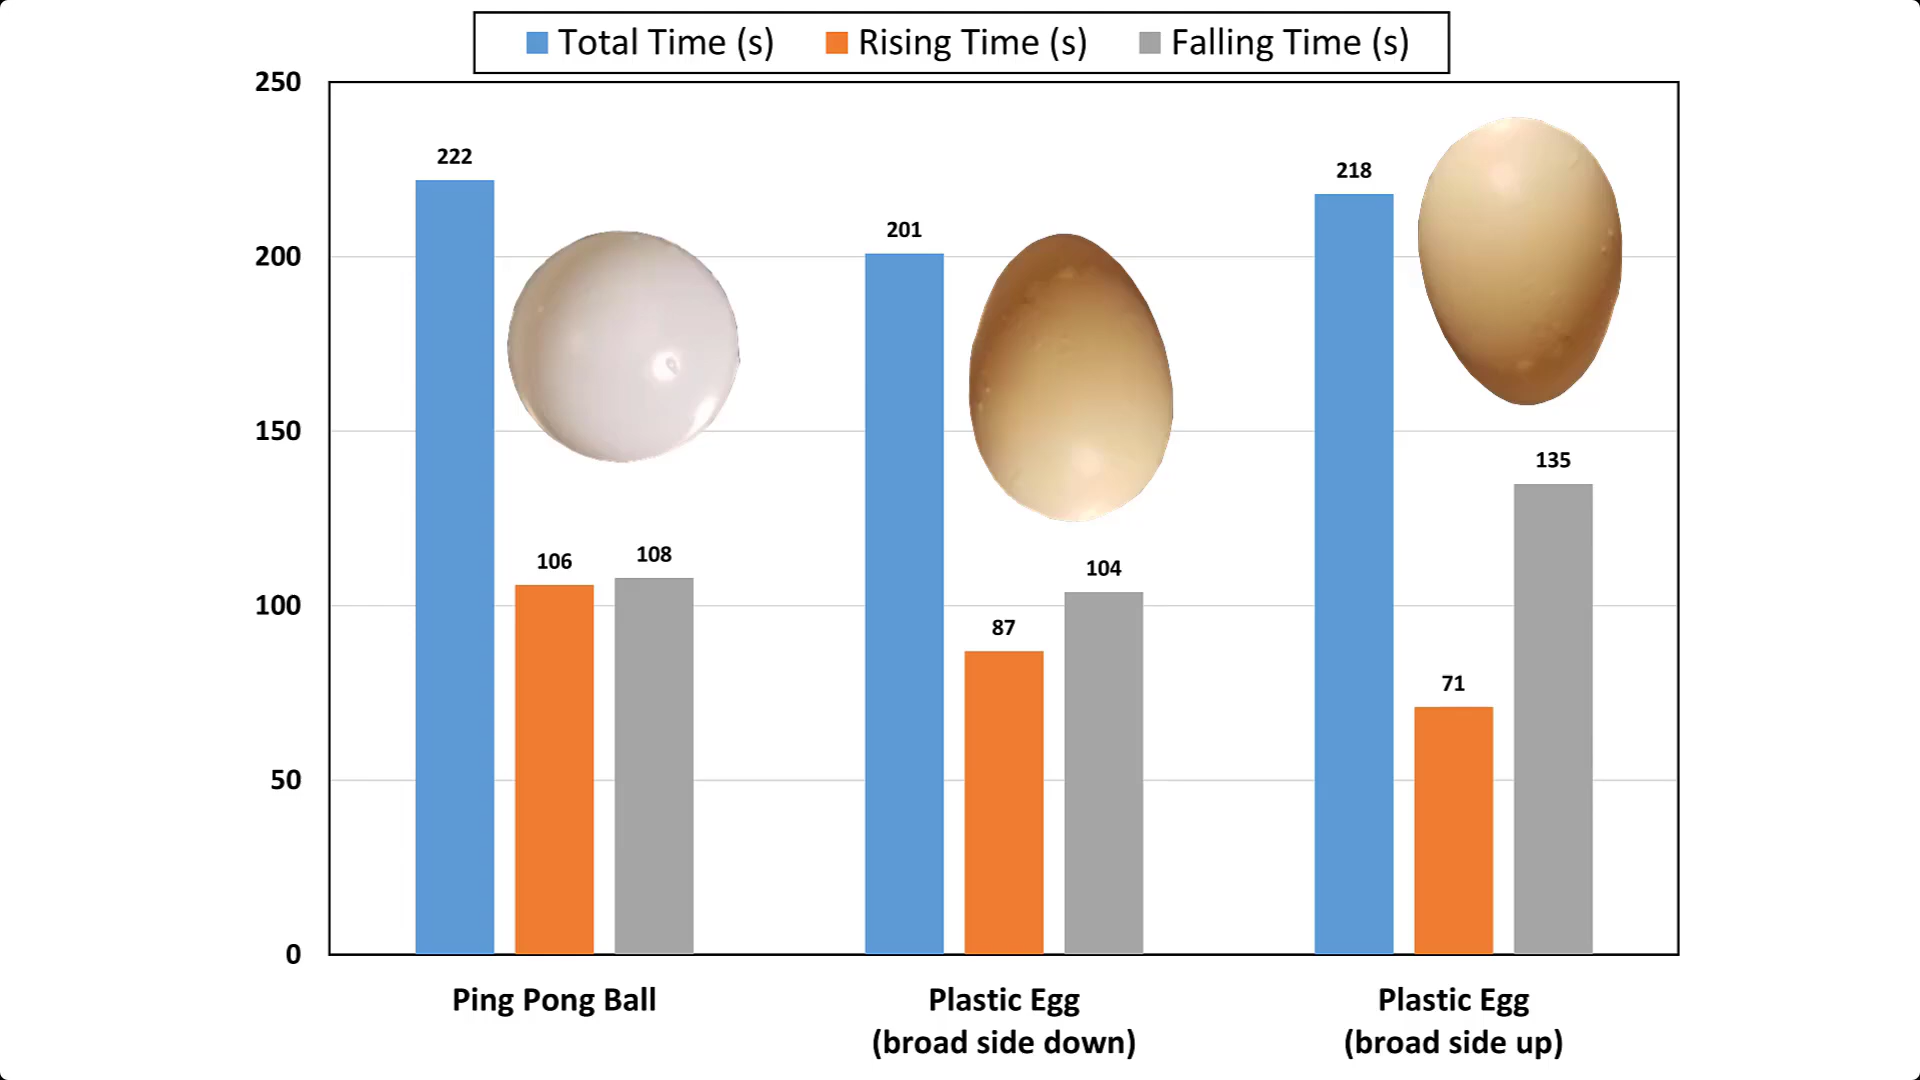 Total Time (s) Rising Time (s) Falling Time (s)
250
200
150
100
50
0
222
106
108
201
87
104
218
71
135
Ping Pong Ball
Plastic Egg
(broad side down)
Plastic Egg
(broad side up)